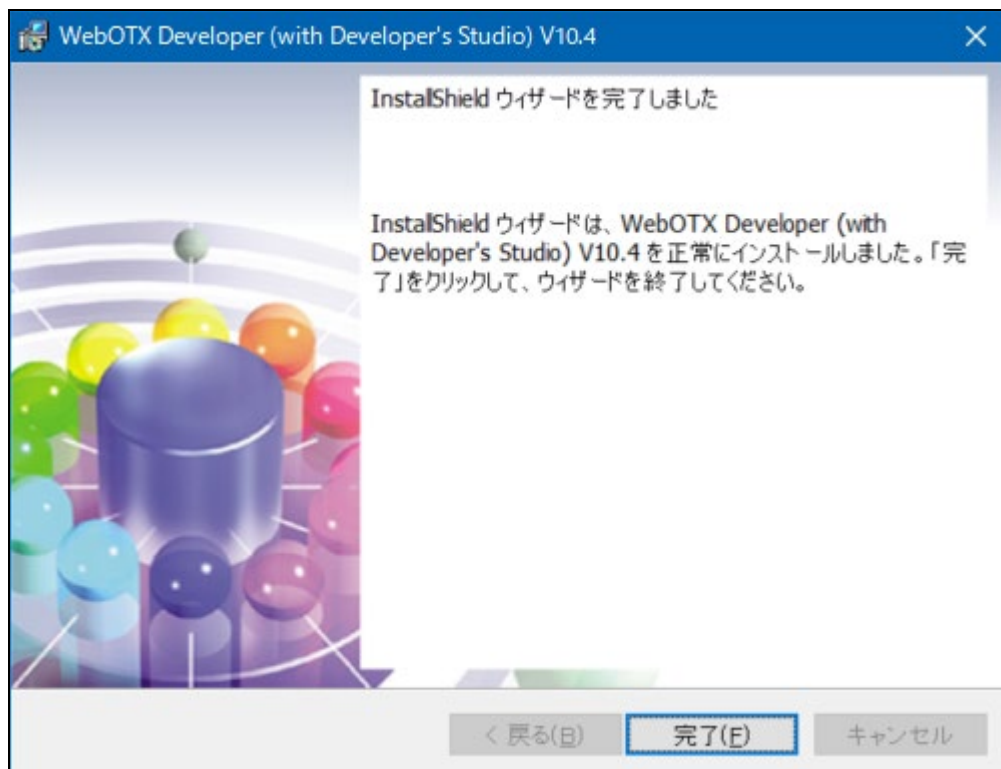 WebOTX Developer (with Developer's Studio) V10.4
InstallShield ウィザードを完了しました
InstallShield ウィザードは、WebOTX Developer (with
Developer's Studio) V10.4 を正常にインストールしました。「完
了」をクリックして、ウィザードを終了してください。
< 戻る(B)
完了(F)
キャンセル